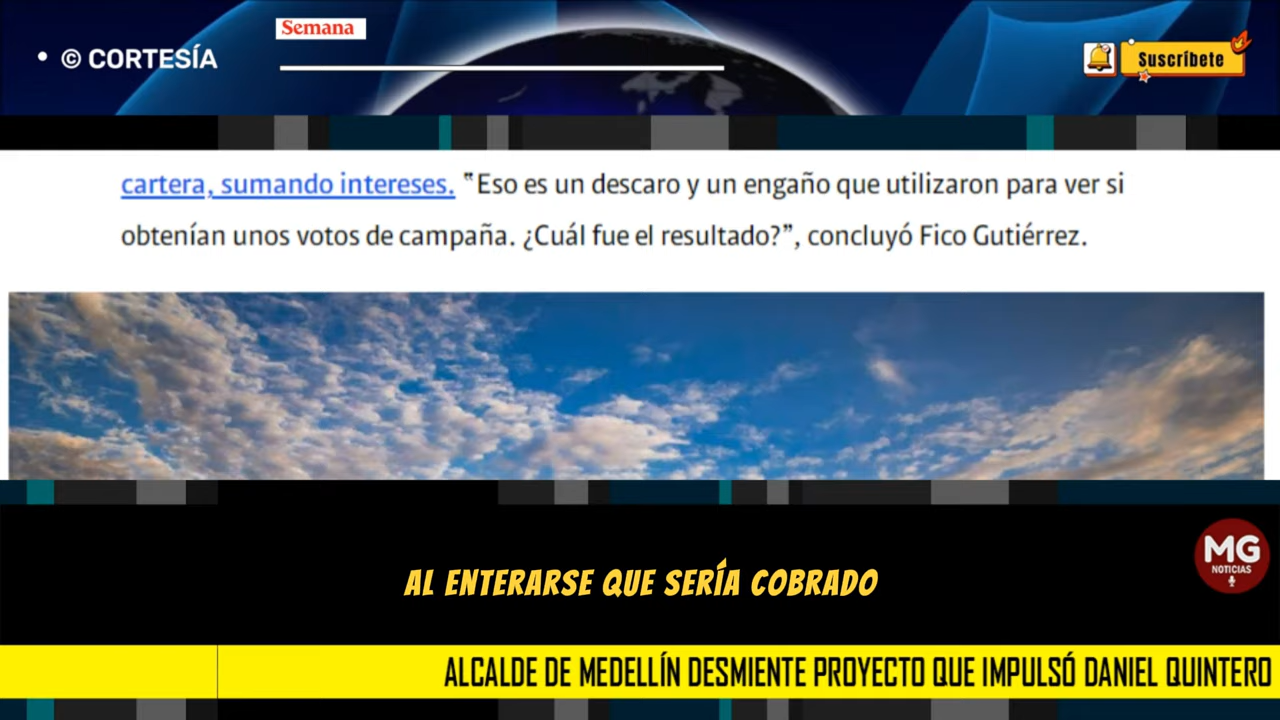 Semana
• © CORTESÍA
Suscríbete
cartera, sumando intereses. “Eso es un descaro y un engaño que utilizaron para ver si
obtenían unos votos de campaña. ¿Cuál fue el resultado?”, concluyó Fico Gutiérrez.
MG
NOTICIAS
AL ENTERARSE QUE SERÍA COBRADO
ALCALDE DE MEDELLÍN DESMIENTE PROYECTO QUE IMPULSÓ DANIEL QUINTERO